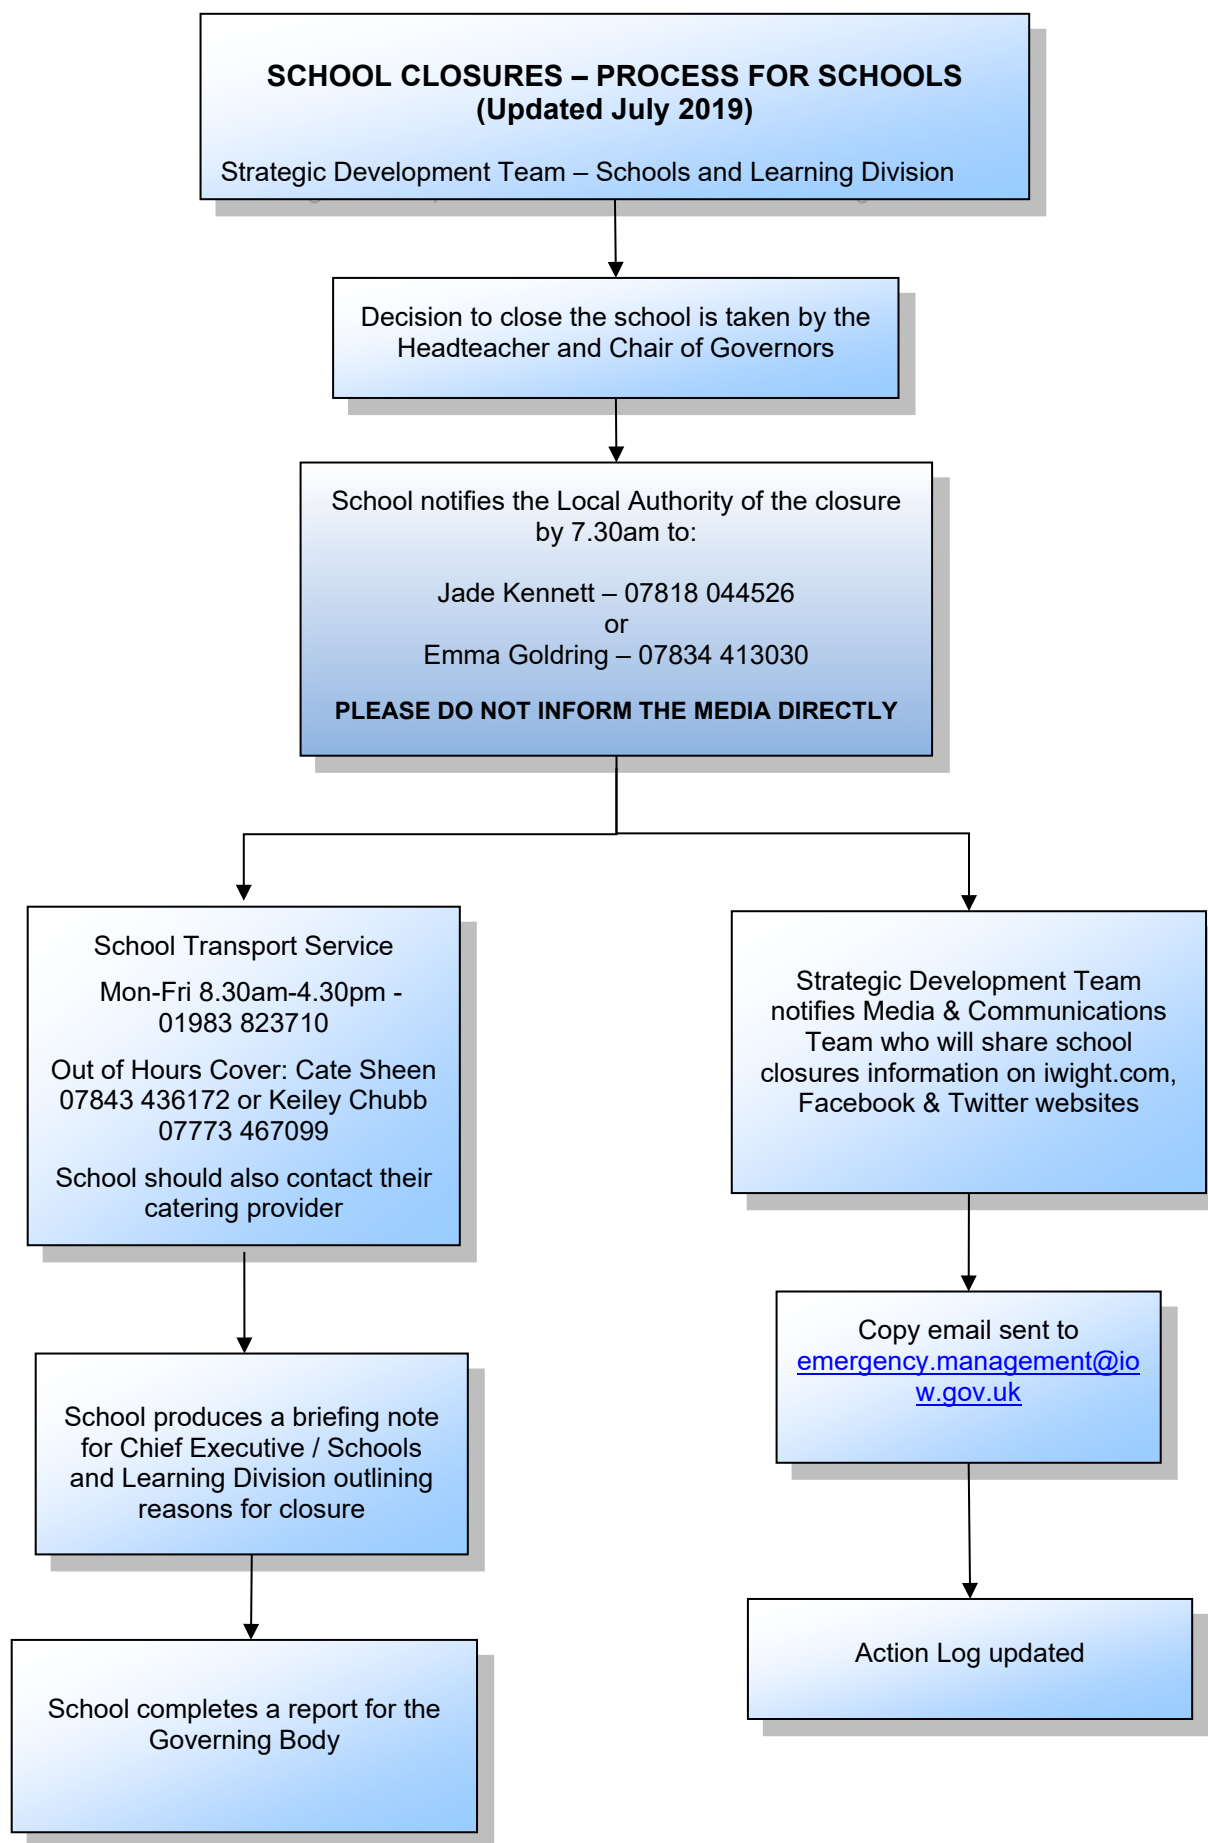 SCHOOL CLOSURES – PROCESS FOR SCHOOLS
(Updated July 2019)
Strategic Development Team – Schools and Learning Division
Decision to close the school is taken by the
Headteacher and Chair of Governors
School notifies the Local Authority of the closure
by 7.30am to:
Jade Kennett – 07818 044526
or
Emma Goldring – 07834 413030
PLEASE DO NOT INFORM THE MEDIA DIRECTLY
School Transport Service
Mon-Fri 8.30am-4.30pm -
01983 823710
Out of Hours Cover: Cate Sheen
07843 436172 or Keiley Chubb
07773 467099
School should also contact their
catering provider
School produces a briefing note
for Chief Executive / Schools
and Learning Division outlining
reasons for closure
School completes a report for the
Governing Body
Strategic Development Team
notifies Media & Communications
Team who will share school
closures information on iwight.com,
Facebook & Twitter websites
Copy email sent to
emergency.management@io
w.gov.uk
Action Log updated